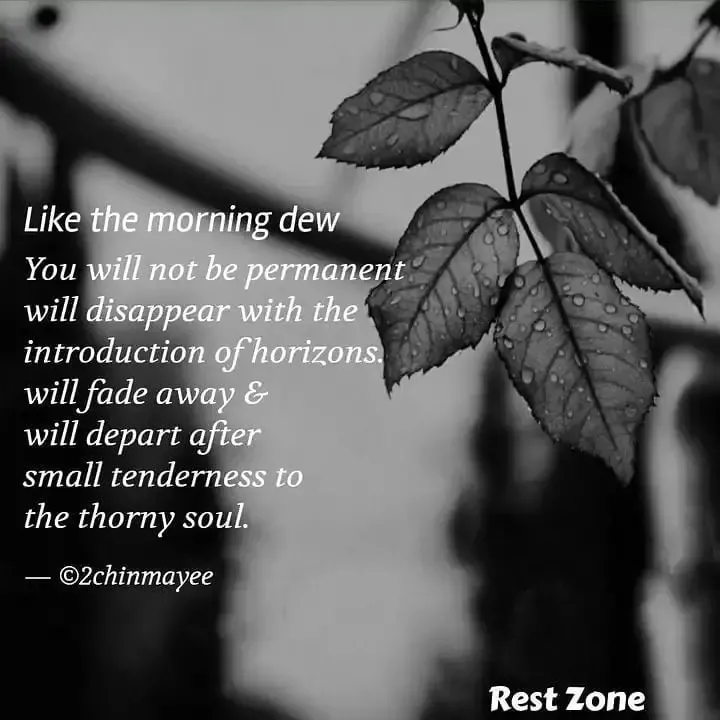 Like the morning dew
You will not be permanent
will disappear with the
introduction of horizons.
will fade away &
will depart after
small tenderness to
the thorny soul.
— ©2chinmayee
Rest Zone